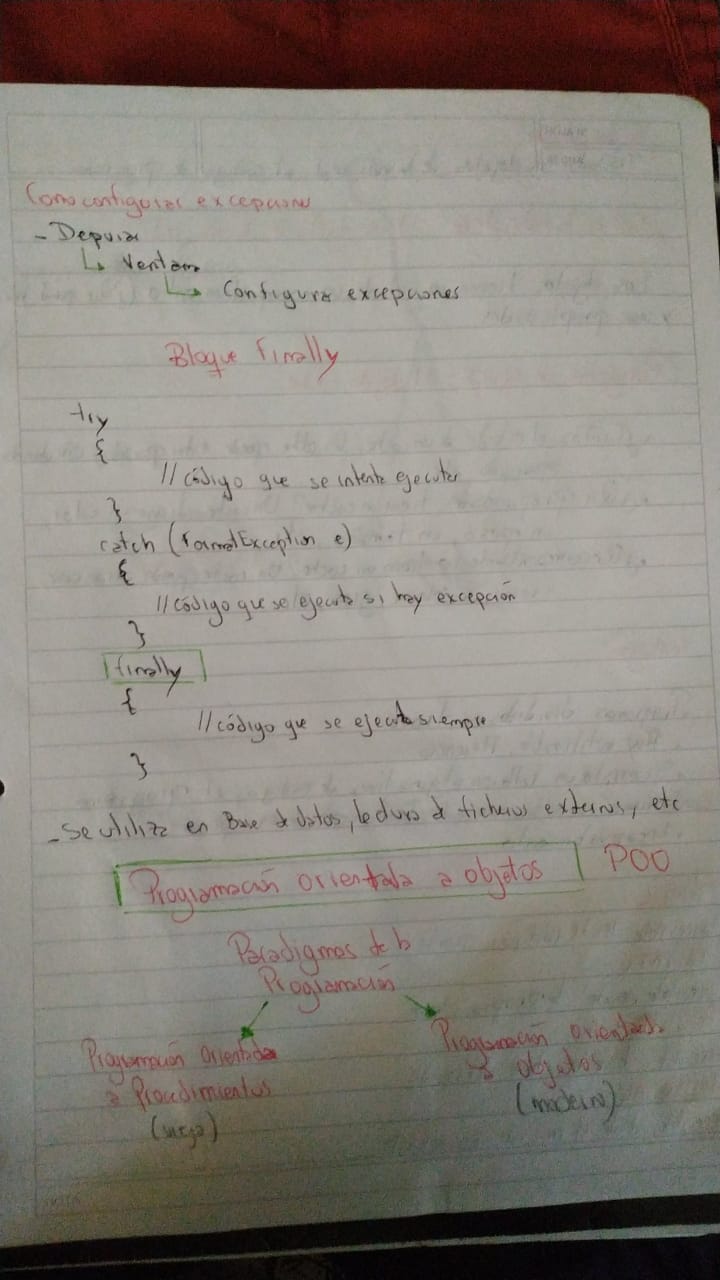 Como configurar excepciones
- Depurar
↳ Ventana
↳ Configurar excepciones
Bloque Finally
try
{
// código que se intenta ejecutar
}
catch (FormatException e)
{
// código que se ejecuta si hay excepción
}
finally
{
// código que se ejecuta siempre
}
- Se utiliza en Base de datos, lectura de ficheros externos, etc
Programación orientada a objetos POO
Paradigmas de la
Programación
Programación Orientada
a Procedimientos
(vieja)
Programación orientada
a objetos
(moderna)